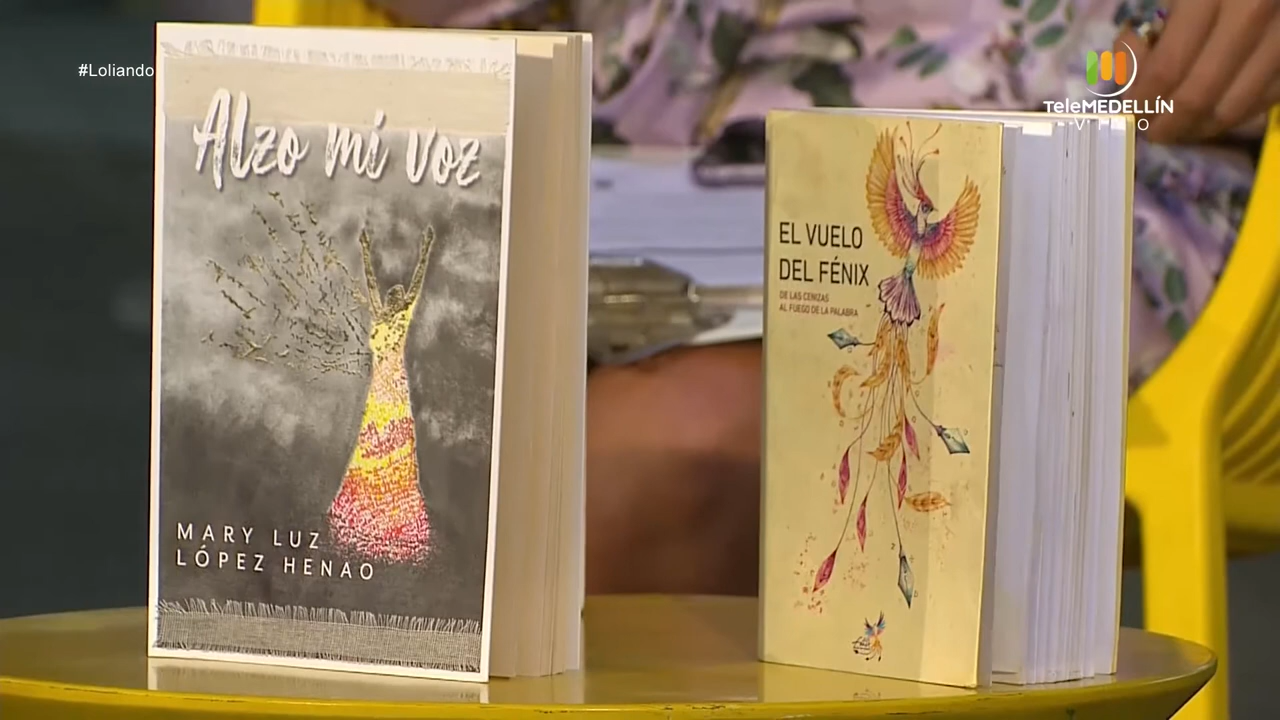 #Loliando
TeleMEDELLÍN
Alzo mi voz
MARY LUZ
LÓPEZ HENAO
EL VUELO
DEL FÉNIX
DE LAS CENIZAS
AL FUEGO DE LA PALABRA